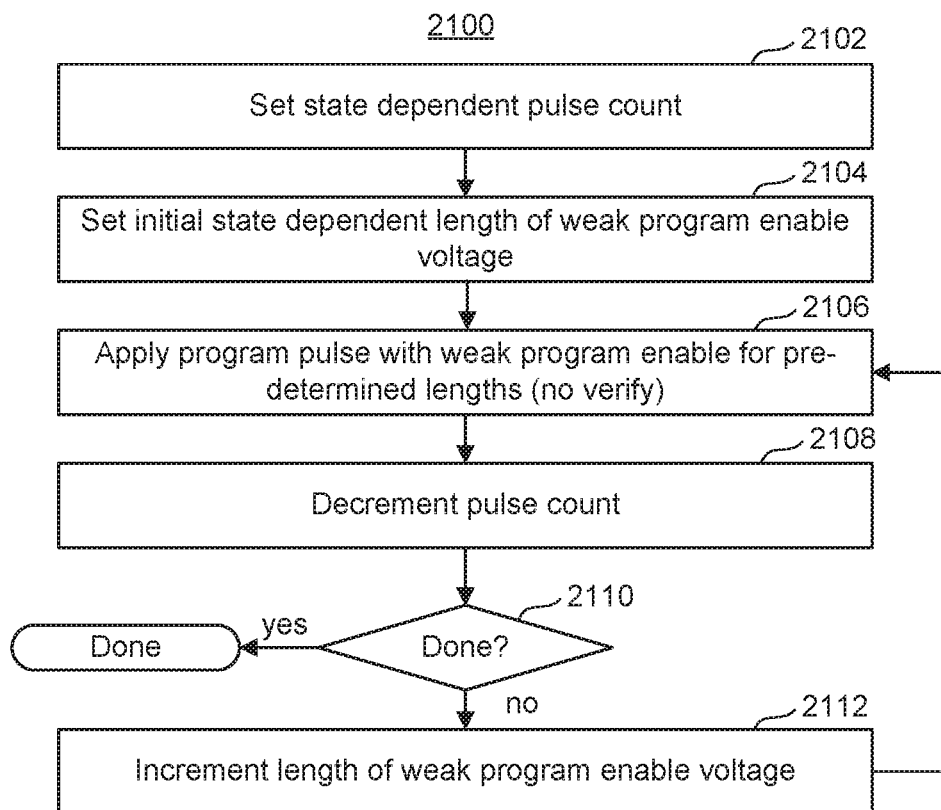 2100
2102
Set state dependent pulse count
2104
Set initial state dependent length of weak program enable
voltage
2106
Apply program pulse with weak program enable for pre-
determined lengths (no verify)
2108
Decrement pulse count
2110
Done?
yes
Done
no
2112
Increment length of weak program enable voltage